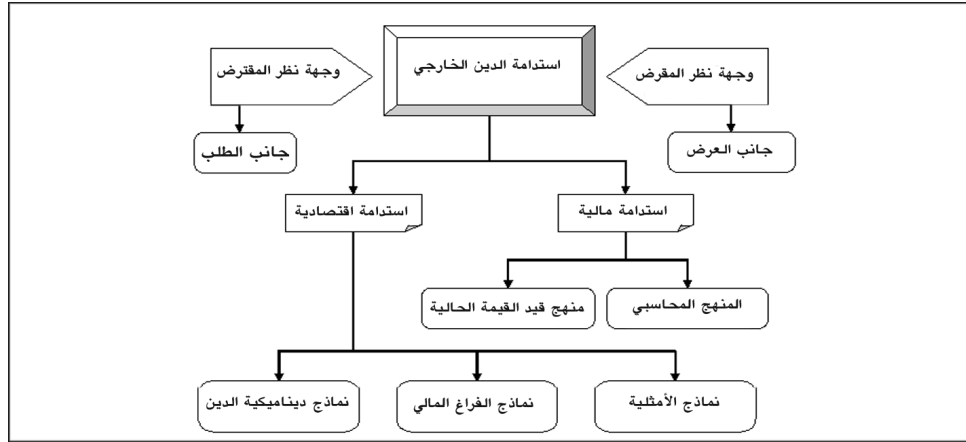 استدامة الدين الخارجي
وجهة نظر المقرض
وجهة نظر المقترض
جانب العرض
جانب الطلب
استدامة مالية
استدامة اقتصادية
المنهج المحاسبي
منهج قيد القيمة الحالية
نماذج الأمثلية
نماذج الفراغ المالي
نماذج ديناميكية الدين